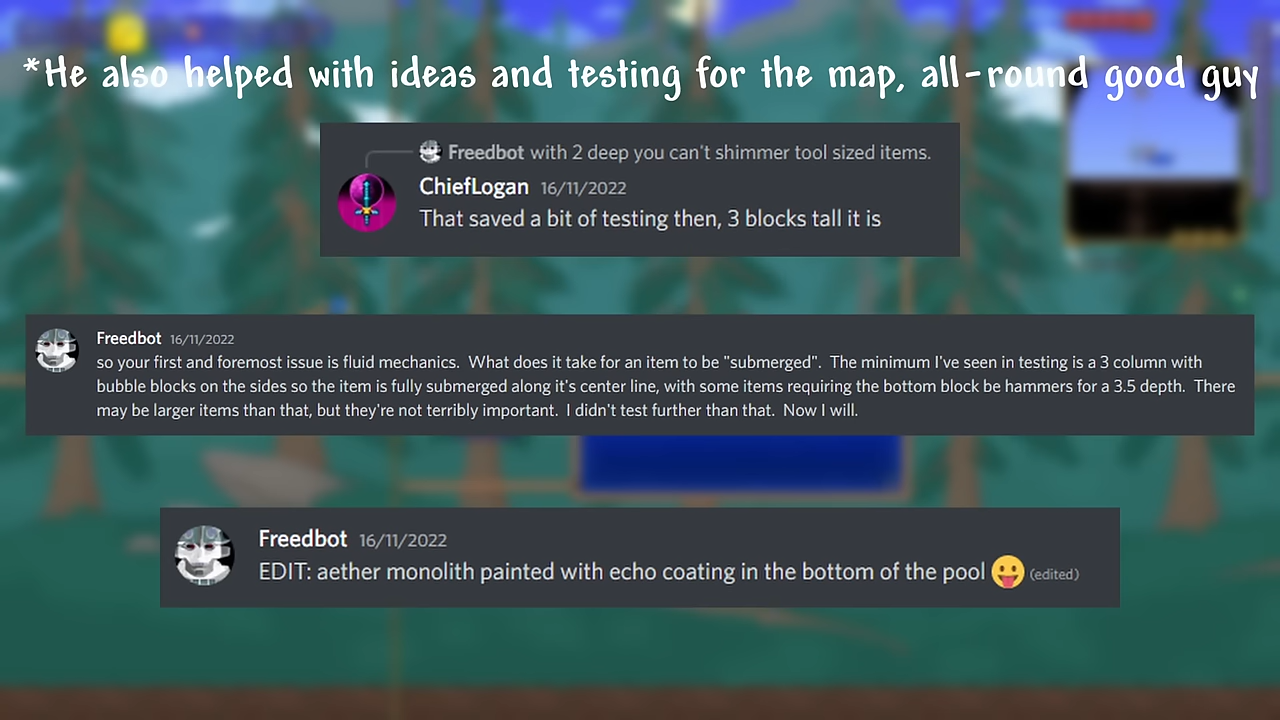 *He also helped with ideas and testing for the map, all-round good guy
Freedbot with 2 deep you can't shimmer tool sized items.
ChiefLogan 16/11/2022
That saved a bit of testing then, 3 blocks tall it is
Freedbot 16/11/2022
so your first and foremost issue is fluid mechanics. What does it take for an item to be "submerged". The minimum I've seen in testing is a 3 column with
bubble blocks on the sides so the item is fully submerged along it's center line, with some items requiring the bottom block be hammers for a 3.5 depth. There
may be larger items than that, but they're not terribly important. I didn't test further than that. Now I will.
Freedbot 16/11/2022
EDIT: aether monolith painted with echo coating in the bottom of the pool 😛 (edited)